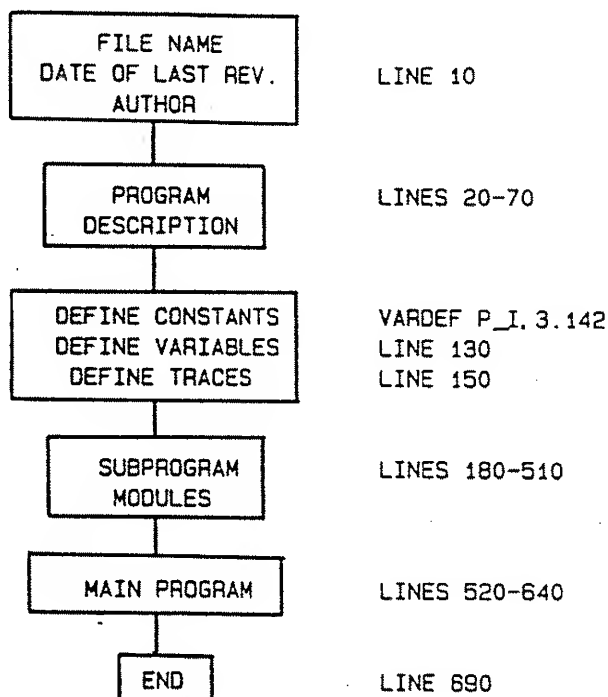 FILE NAME
DATE OF LAST REV.
AUTHOR
LINE 10
PROGRAM
DESCRIPTION
LINES 20-70
DEFINE CONSTANTS
DEFINE VARIABLES
DEFINE TRACES
VARDEF P_I, 3.142
LINE 130
LINE 150
SUBPROGRAM
MODULES
LINES 180-510
MAIN PROGRAM
LINES 520-640
END
LINE 690